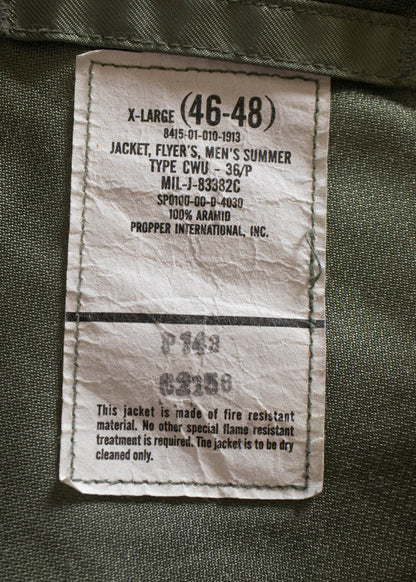 X-LARGE (46-48)
8415-01-010-1913
JACKET, FLYER'S, MEN'S SUMMER
TYPE CWU - 36/P
MIL-J-83382C
SPO100-00-D-4030
100% ARAMID
PROPPER INTERNATIONAL, INC.
This jacket is made of fire resistant
material. No other special flame resistant
treatment is required. The jacket is to be dry
cleaned only.